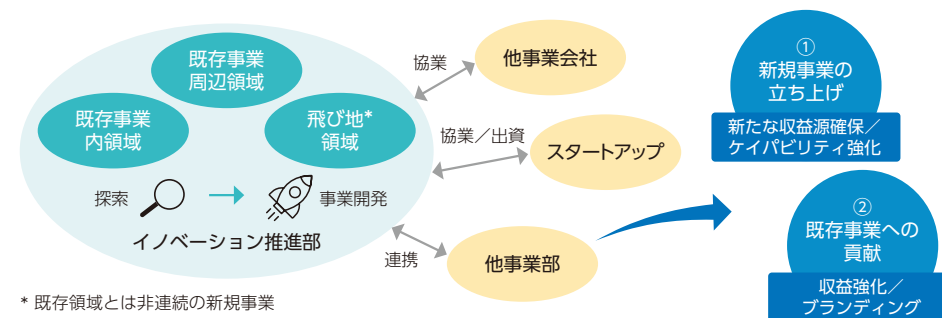 既存事業
周辺領域
既存事業
内領域
飛び地*
領域
探索
事業開発
イノベーション推進部
協業
他事業会社
協業／出資
スタートアップ
連携
他事業部
①
新規事業の
立ち上げ
新たな収益源確保／
ケイパビリティ強化
②
既存事業への
貢献
収益強化／
ブランディング
* 既存領域とは非連続の新規事業